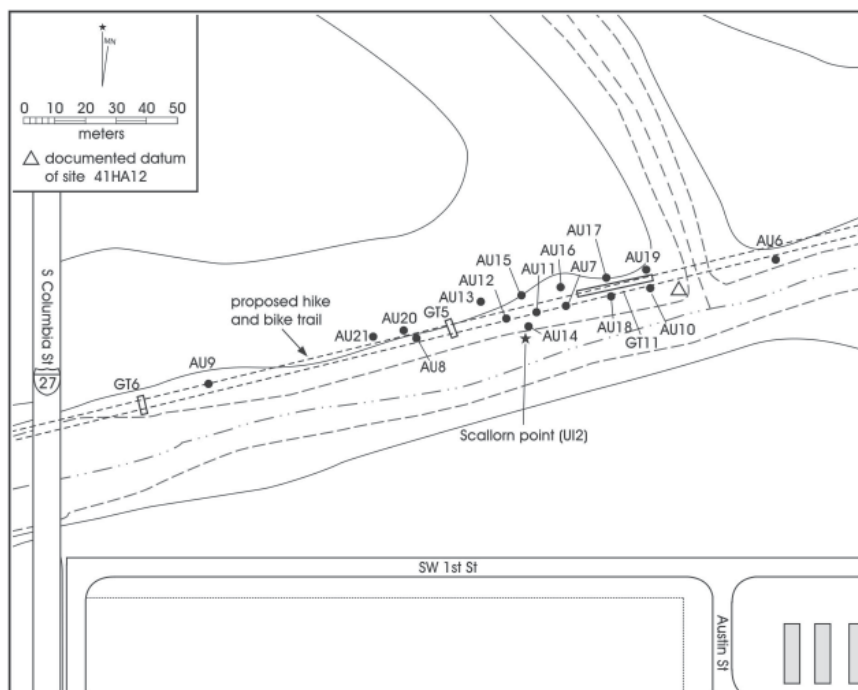 MN
0 10 20 30 40 50
meters
documented datum
of site 41HA12
AU17
AU6
AU16
AU19
AU15
AU7
AU11
AU12
S Columbia St
AU13
proposed hike
and bike trail
GT5
AU20
AU21
AU18
AU10
AU14
GT11
AU8
27
AU9
GT6
Scallorn point (UI2)
SW 1st St
Austin St